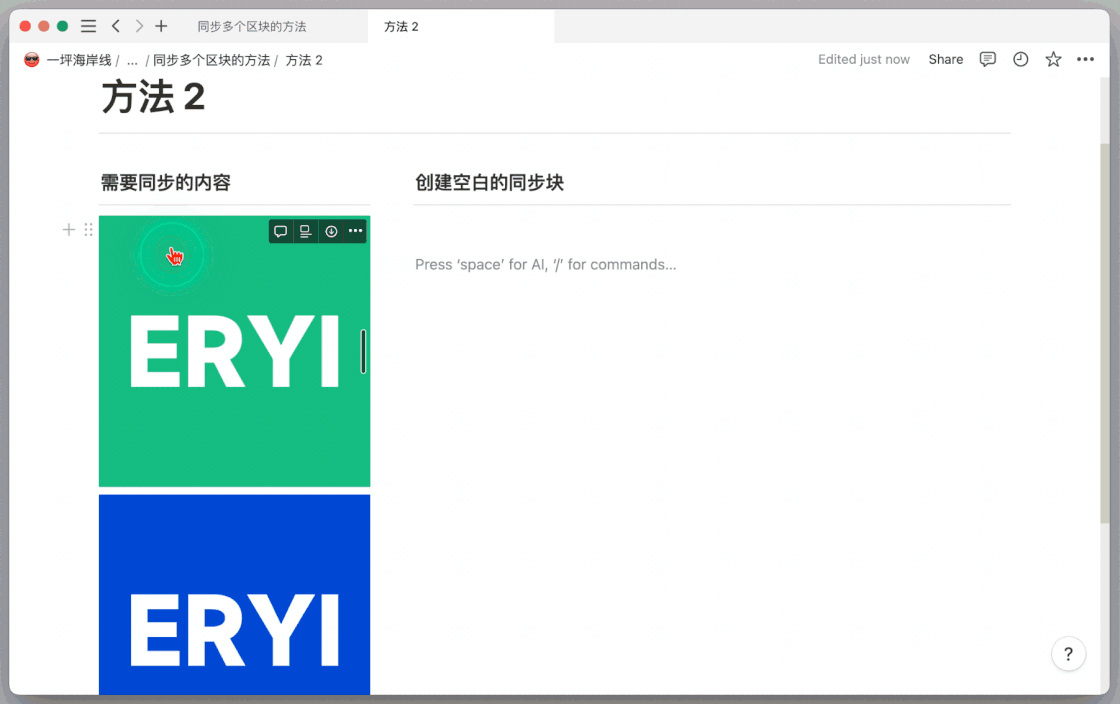 同步多个区块的方法
方法 2
一坪海岸线 / ... / 同步多个区块的方法 / 方法 2
Edited just now
Share
方法 2
需要同步的内容
创建空白的同步块
Press ‘space’ for AI, ‘/’ for commands...
ERYI
ERYI
?